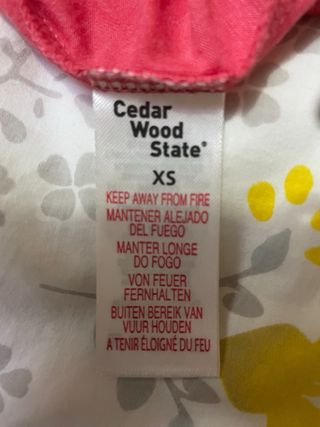 Cedar
Wood
State®
XS
KEEP AWAY FROM FIRE
MANTENER ALEJADO
DEL FUEGO
MANTER LONGE
DO FOGO
VON FEUER
FERNHALTEN
BUITEN BEREIK VAN
VUUR HOUDEN
A TENIR ÉLOIGNÉ DU FEU